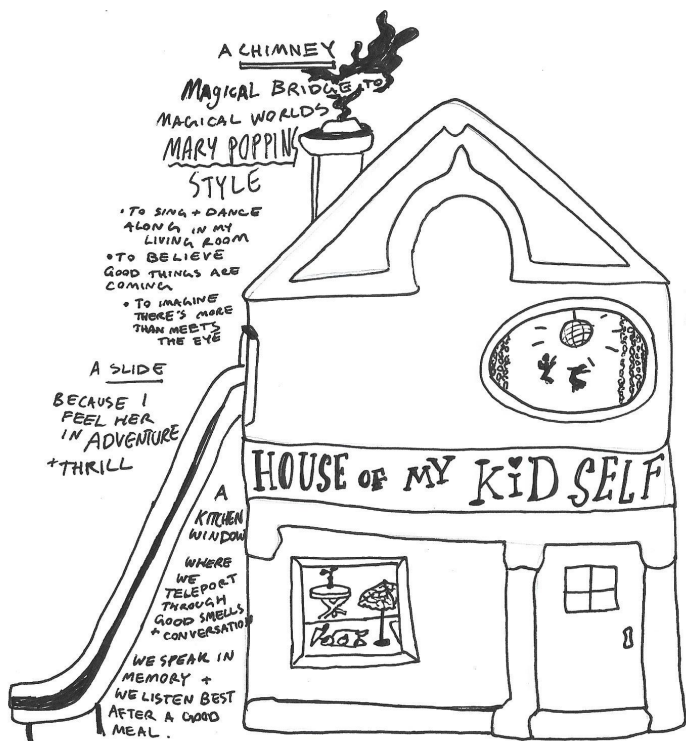 A CHIMNEY
MAGICAL BRIDGE TO
MAGICAL WORLDS
MARY POPPINS
STYLE
• TO SING + DANCE
ALONG IN MY
LIVING ROOM
• TO BELIEVE
GOOD THINGS ARE
COMING
• TO IMAGINE
THERE'S MORE
THAN MEETS
THE EYE
A SLIDE
BECAUSE I
FEEL HER
IN ADVENTURE
+ THRILL
HOUSE OF MY KiD SELF
A
KITCHEN
WINDOW
WHERE
WE
TELEPORT
THROUGH
GOOD SMELLS
+ CONVERSATION
WE SPEAK IN
MEMORY +
WE LISTEN BEST
AFTER A GOOD
MEAL.